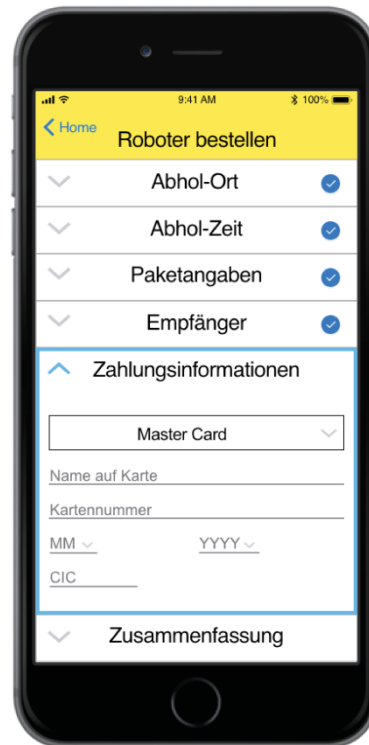 9:41 AM 100%
Home
Roboter bestellen
Abhol-Ort
Abhol-Zeit
Paketangaben
Empfänger
Zahlungsinformationen
Master Card
Name auf Karte
Kartennummer
MM YYYY
CIC
Zusammenfassung